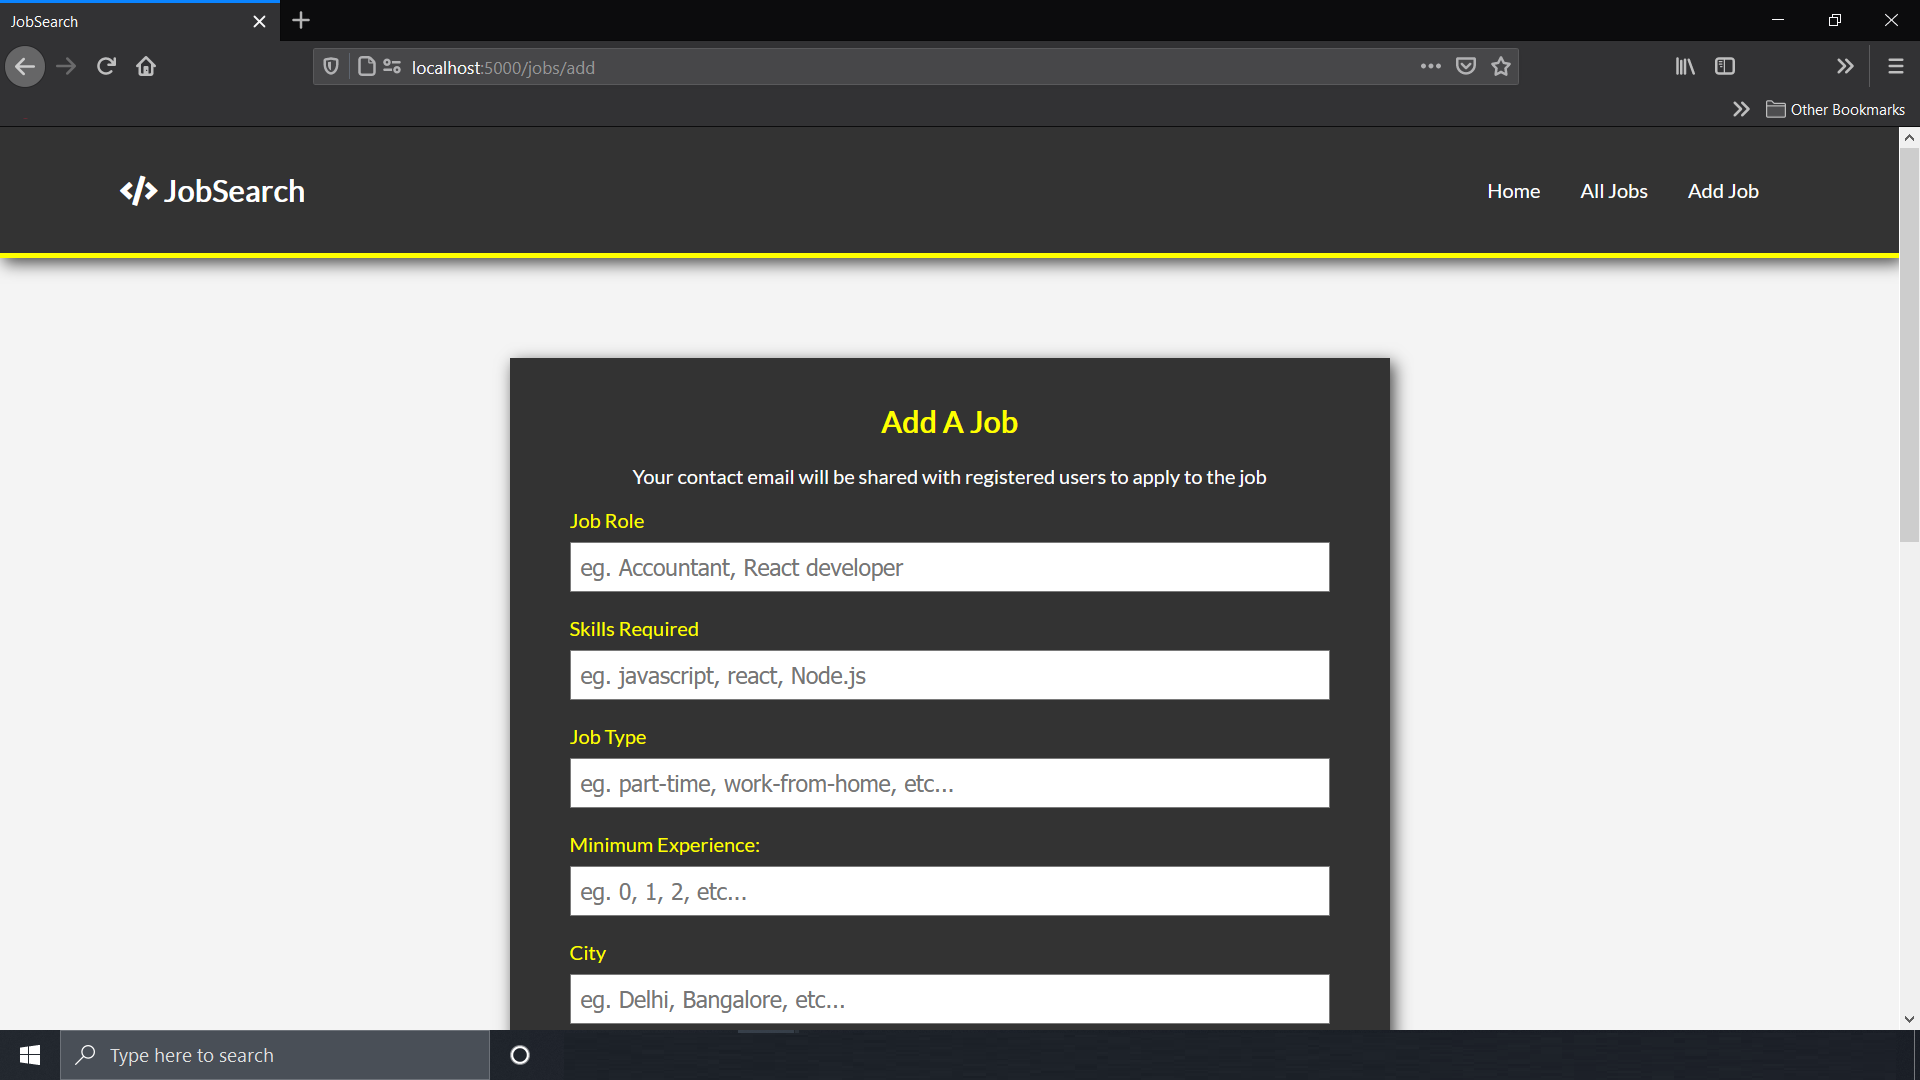 JobSearch
localhost:5000/jobs/add
Other Bookmarks
</> JobSearch
Home All Jobs Add Job
Add A Job
Your contact email will be shared with registered users to apply to the job
Job Role
eg. Accountant, React developer
Skills Required
eg. javascript, react, Node.js
Job Type
eg. part-time, work-from-home, etc...
Minimum Experience:
eg. 0, 1, 2, etc...
City
eg. Delhi, Bangalore, etc...
Type here to search